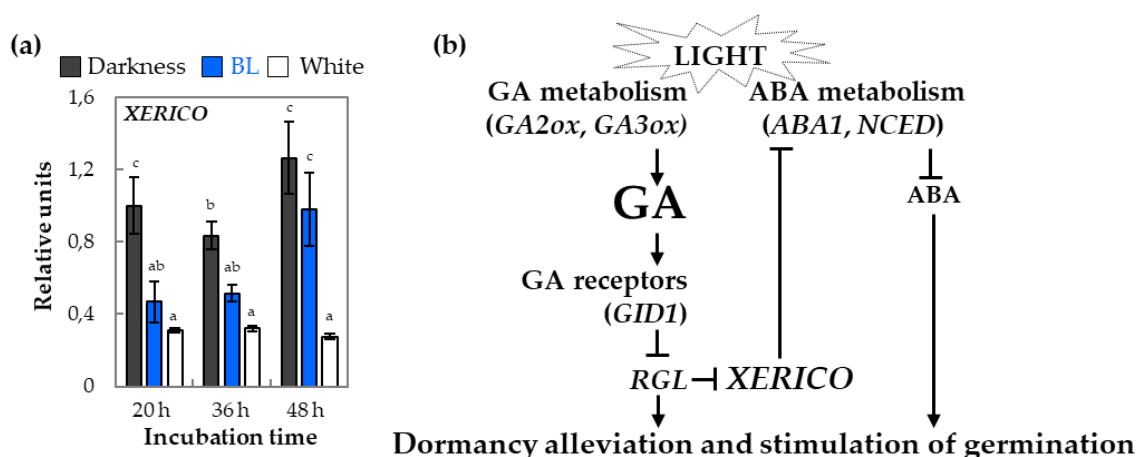 (a)
Darkness BL White
1,6
1,2
0,8
0,4
0
Relative units
XERICO
c
ab
a
b
ab
a
c
c
a
20 h 36 h 48 h
Incubation time
(b)
LIGHT
GA metabolism
(GA2ox, GA3ox)
ABA metabolism
(ABA1, NCED)
GA
ABA
GA receptors
(GID1)
RGL XERICO
Dormancy alleviation and stimulation of germination